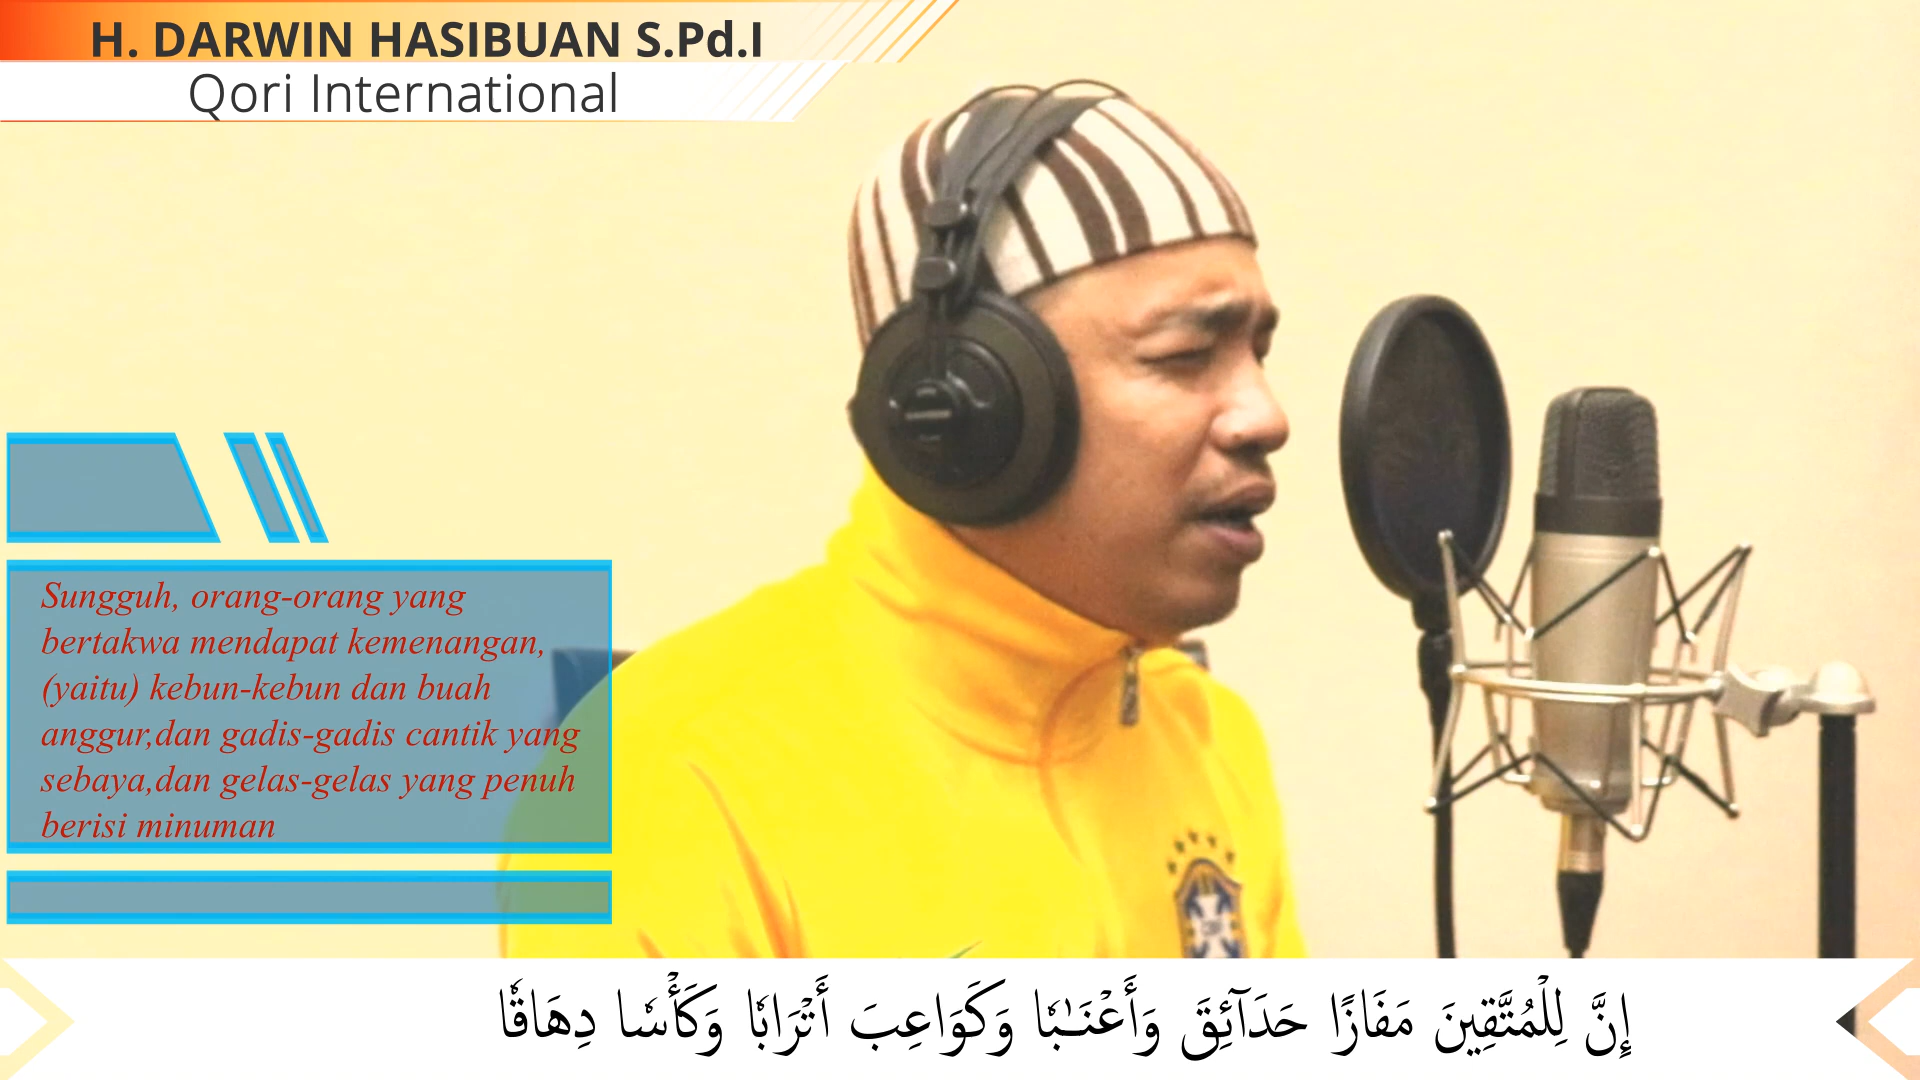 H. DARWIN HASIBUAN S.Pd.I
Qori International
Sungguh, orang-orang yang
bertakwa mendapat kemenangan,
(yaitu) kebun-kebun dan buah
anggur,dan gadis-gadis cantik yang
sebaya,dan gelas-gelas yang penuh
berisi minuman
إِنَّ لِلْمُتَّقِينَ مَفَازًا حَدَآئِقَ وَأَعْنَـٰبًا وَكَوَاعِبَ أَتْرَابًا وَكَأْسًا دِهَاقًا